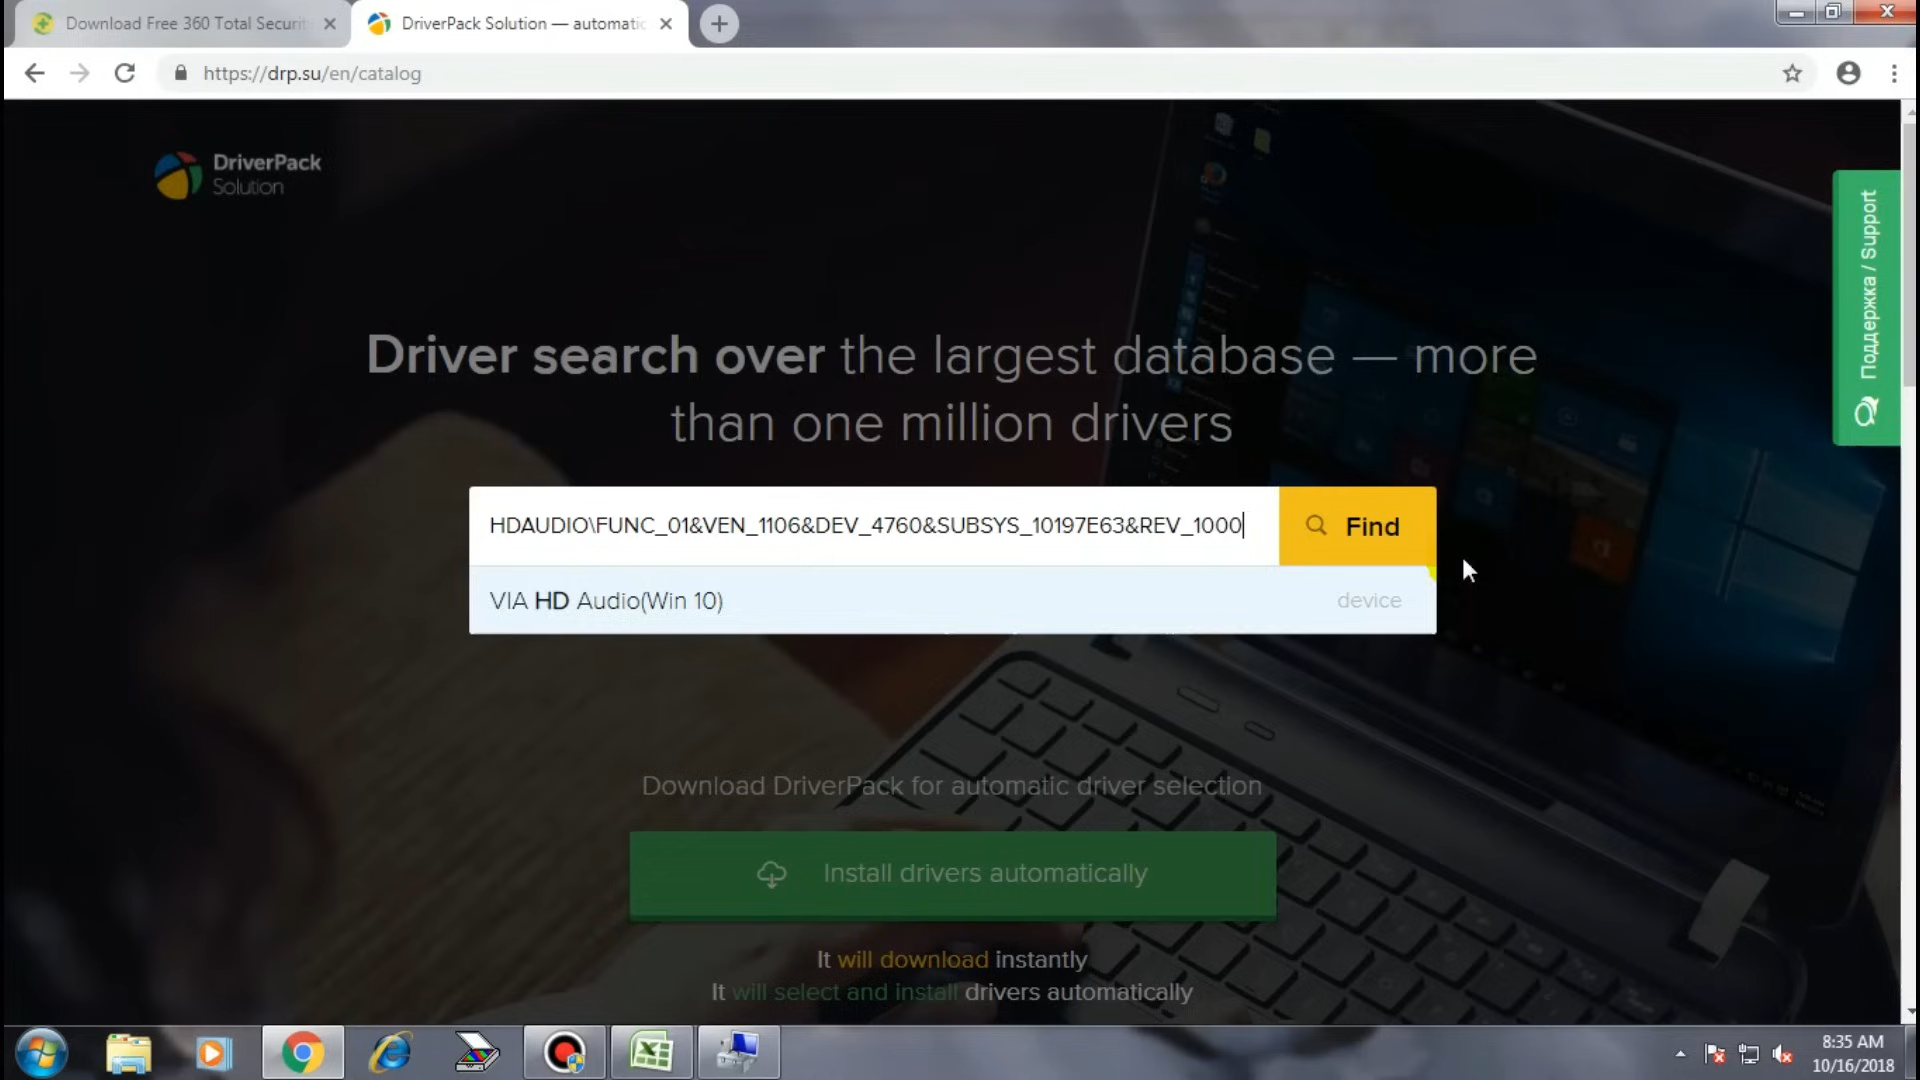 Download Free 360 Total Securit
DriverPack Solution — automatic
https://drp.su/en/catalog
DriverPack
Solution
Поддержка / Support
Driver search over the largest database — more
than one million drivers
HDAUDIO\FUNC_01&VEN_1106&DEV_4760&SUBSYS_10197E63&REV_1000
Find
VIA HD Audio(Win 10)
device
Download DriverPack for automatic driver selection
Install drivers automatically
It will download instantly
It will select and install drivers automatically
8:35 AM
10/16/2018